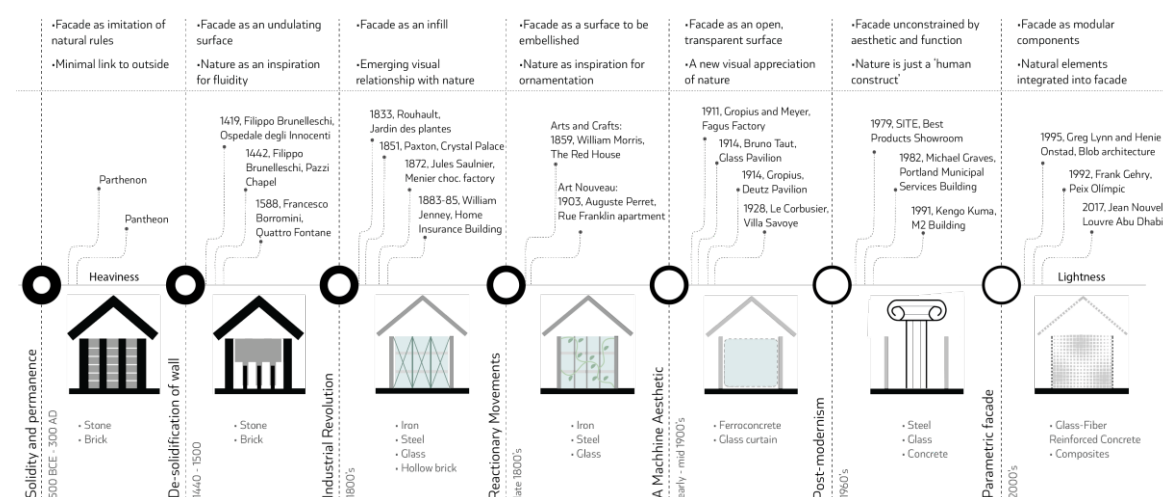 •Facade as imitation of
natural rules
•Minimal link to outside
•Facade as an undulating
surface
•Nature as an inspiration
for fluidity
•Facade as an infill
•Emerging visual
relationship with nature
•Facade as a surface to be
embellished
•Nature as inspiration for
ornamentation
•Facade as an open,
transparent surface
•A new visual appreciation
of nature
•Facade unconstrained by
aesthetic and function
•Nature is just a 'human
construct'
•Facade as modular
components
•Natural elements
integrated into facade
Parthenon
Pantheon
1419, Filippo Brunelleschi,
Ospedale degli Innocenti
1442, Filippo
Brunelleschi, Pazzi
Chapel
1588, Francesco
Borromini,
Quattro Fontane
1833, Rouhault,
Jardin des plantes
1851, Paxton, Crystal Palace
1872, Jules Saulnier,
Menier choc. factory
1883-85, William
Jenney, Home
Insurance Building
Arts and Crafts:
1859, William Morris,
The Red House
Art Nouveau:
1903, Auguste Perret,
Rue Franklin apartment
1911, Gropius and Meyer,
Fagus Factory
1914, Bruno Taut,
Glass Pavilion
1914, Gropius,
Deutz Pavilion
1928, Le Corbusier,
Villa Savoye
1979, SITE, Best
Products Showroom
1982, Michael Graves,
Portland Municipal
Services Building
1991, Kengo Kuma,
M2 Building
1995, Greg Lynn and Henie
Onstad, Blob architecture
1992, Frank Gehry,
Peix Olímpic
2017, Jean Nouvel
Louvre Abu Dhabi
Heaviness
Lightness
Solidity and permanence
500 BCE - 300 AD
• Stone
• Brick
De-solidification of wall
1440 - 1500
• Stone
• Brick
Industrial Revolution
1800's
• Iron
• Steel
• Glass
• Hollow brick
Reactionary Movements
late 1800's
• Iron
• Steel
• Glass
A Machhine Aesthetic
early - mid 1900's
• Ferroconcrete
• Glass curtain
Post-modernism
1960's
• Steel
• Glass
• Concrete
Parametric facade
2000's
• Glass-Fiber
Reinforced Concrete
• Composites